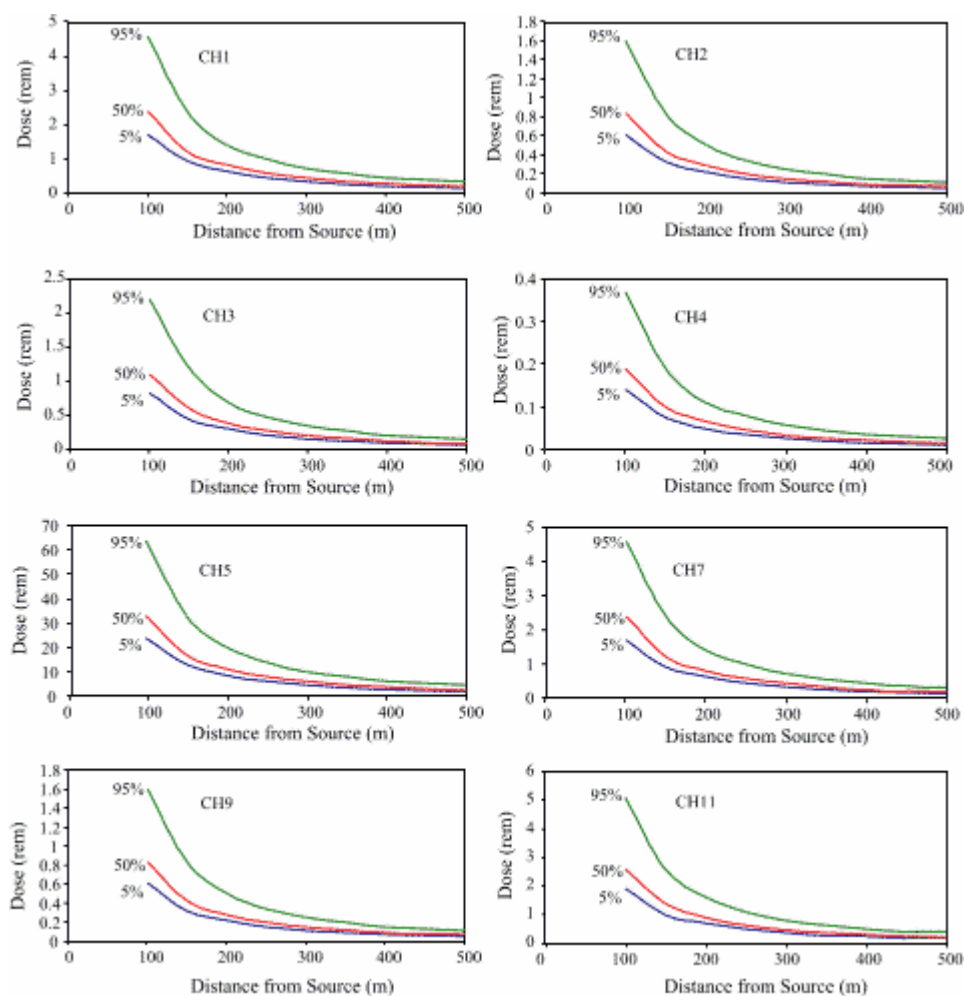 5
4
3
2
1
0
Dose (rem)
95%
50%
5%
CH1
0 100 200 300 400 500
Distance from Source (m)
1.8
1.6
1.4
1.2
1
0.8
0.6
0.4
0.2
0
Dose (rem)
95%
50%
5%
CH2
0 100 200 300 400 500
Distance from Source (m)
2.5
2
1.5
1
0.5
0
Dose (rem)
95%
50%
5%
CH3
0 100 200 300 400 500
Distance from Source (m)
0.4
0.3
0.2
0.1
0
Dose (rem)
95%
50%
5%
CH4
0 100 200 300 400 500
Distance from Source (m)
70
60
50
40
30
20
10
0
Dose (rem)
95%
50%
5%
CH5
0 100 200 300 400 500
Distance from Source (m)
5
4
3
2
1
0
Dose (rem)
95%
50%
5%
CH7
0 100 200 300 400 500
Distance from Source (m)
1.8
1.6
1.4
1.2
1
0.8
0.6
0.4
0.2
0
Dose (rem)
95%
50%
5%
CH9
0 100 200 300 400 500
Distance from Source (m)
6
5
4
3
2
1
0
Dose (rem)
95%
50%
5%
CH11
0 100 200 300 400 500
Distance from Source (m)